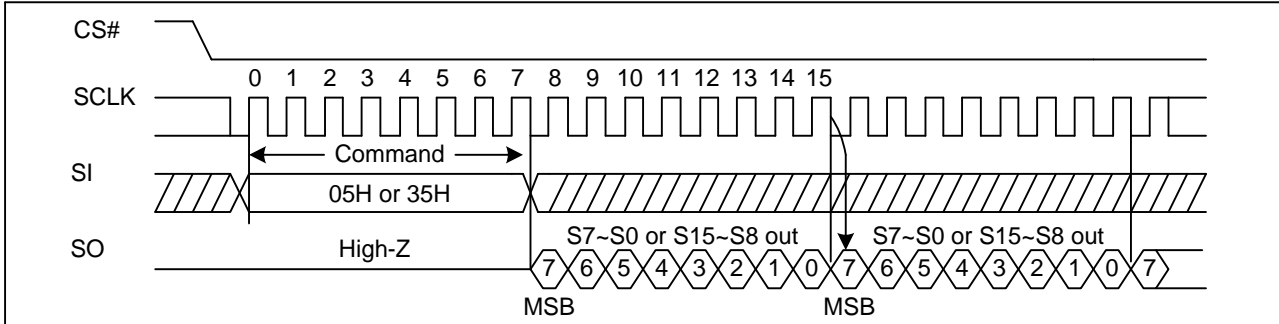 CS#
0 1 2 3 4 5 6 7 8 9 10 11 12 13 14 15
SCLK
Command
SI
05H or 35H
S7~S0 or S15~S8 out S7~S0 or S15~S8 out
SO High-Z
7 6 5 4 3 2 1 0 7 6 5 4 3 2 1 0 7
MSB MSB